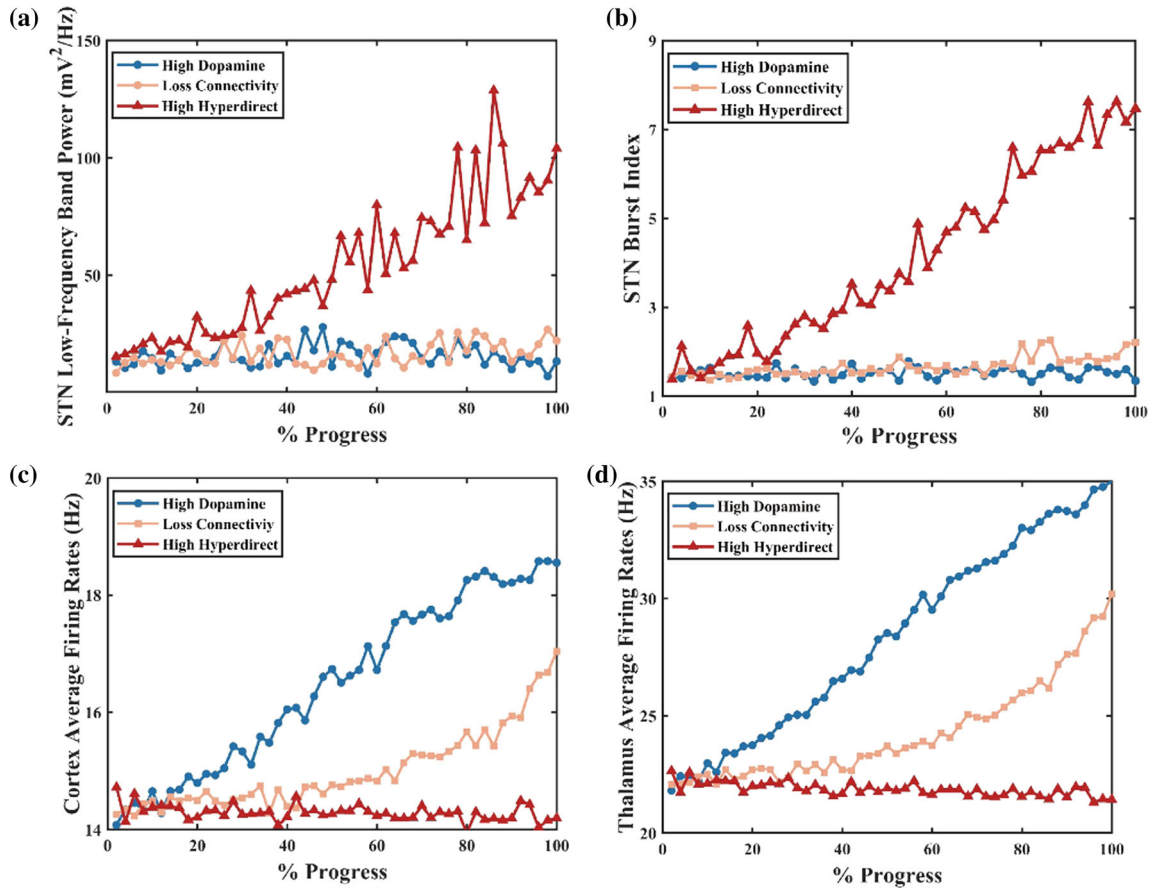 (a)
STN Low-Frequency Band Power (mV²/Hz)
150
100
50
High Dopamine
Loss Connectivity
High Hyperdirect
0 20 40 60 80 100
% Progress
(b)
STN Burst Index
9
7
5
3
1
High Dopamine
Loss Connectivity
High Hyperdirect
0 20 40 60 80 100
% Progress
(c)
Cortex Average Firing Rates (Hz)
20
18
16
14
High Dopamine
Loss Connectiviy
High Hyperdirect
0 20 40 60 80 100
% Progress
(d)
Thalamus Average Firing Rates (Hz)
35
30
25
20
High Dopamine
Loss Connectivity
High Hyperdirect
0 20 40 60 80 100
% Progress